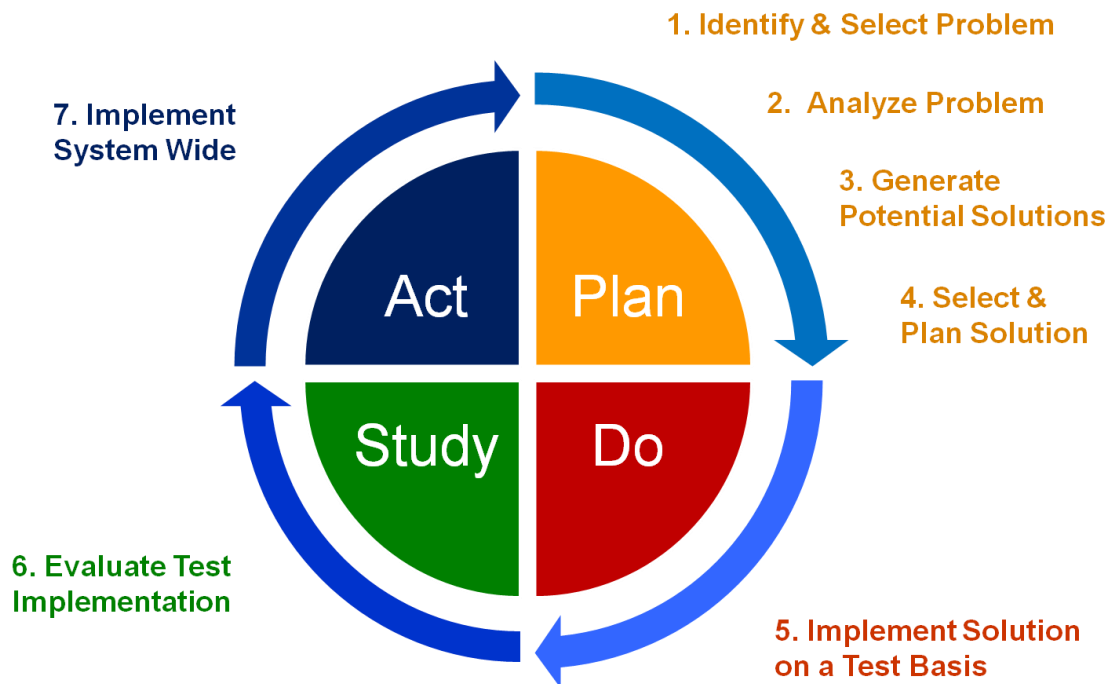 1. Identify & Select Problem
2. Analyze Problem
3. Generate
Potential Solutions
4. Select &
Plan Solution
5. Implement Solution
on a Test Basis
6. Evaluate Test
Implementation
7. Implement
System Wide
Act
Plan
Study
Do